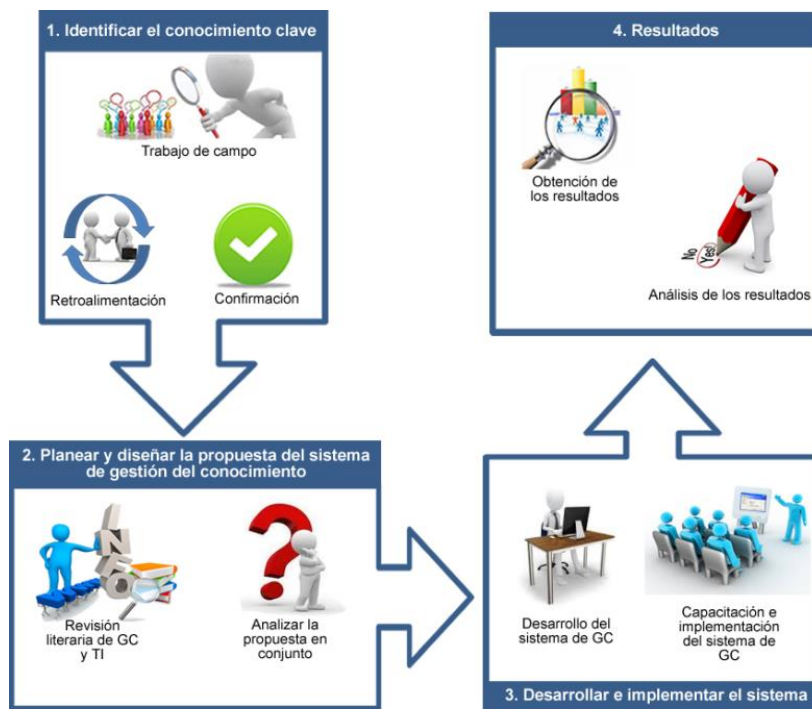 1. Identificar el conocimiento clave
Trabajo de campo
Retroalimentación
Confirmación
2. Planear y diseñar la propuesta del sistema
de gestión del conocimiento
INFO
Revisión
literaria de GC
y TI
Analizar la
propuesta en
conjunto
Desarrollo del
sistema de GC
Capacitación e
implementación
del sistema de
GC
3. Desarrollar e implementar el sistema
4. Resultados
Obtención de
los resultados
No
Yes
Análisis de los resultados